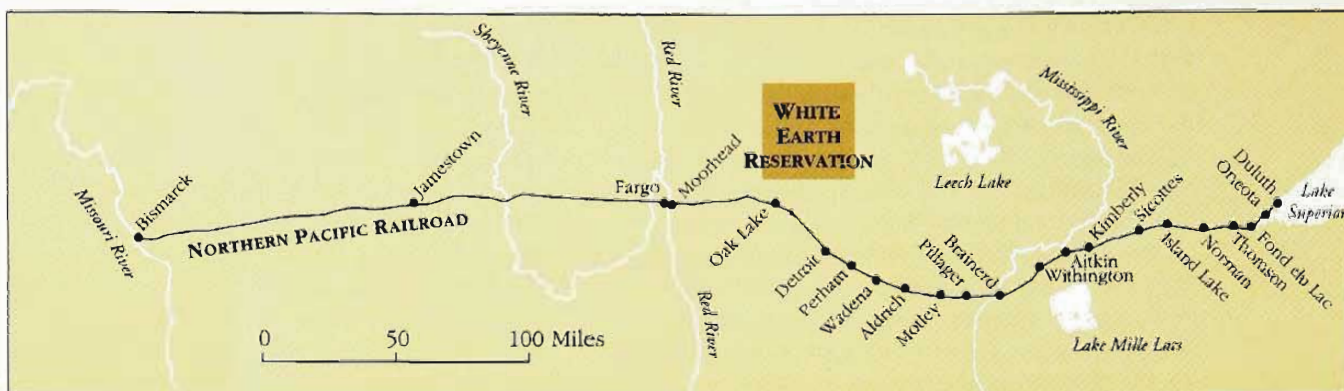 Missouri River
Bismarck
NORTHERN PACIFIC RAILROAD
Jamestown
Sheyenne River
Fargo
Moorhead
Red River
Red River
WHITE
EARTH
RESERVATION
Oak Lake
Detroit
Perham
Wadena
Aldrich
Motley
Pillager
Brainerd
Leech Lake
Mississippi River
Withington
Aitkin
Kimberly
Sicottes
Island Lake
Norman
Thomson
Fond du Lac
Oneota
Duluth
Lake
Superior
Lake Mille Lacs
0 50 100 Miles